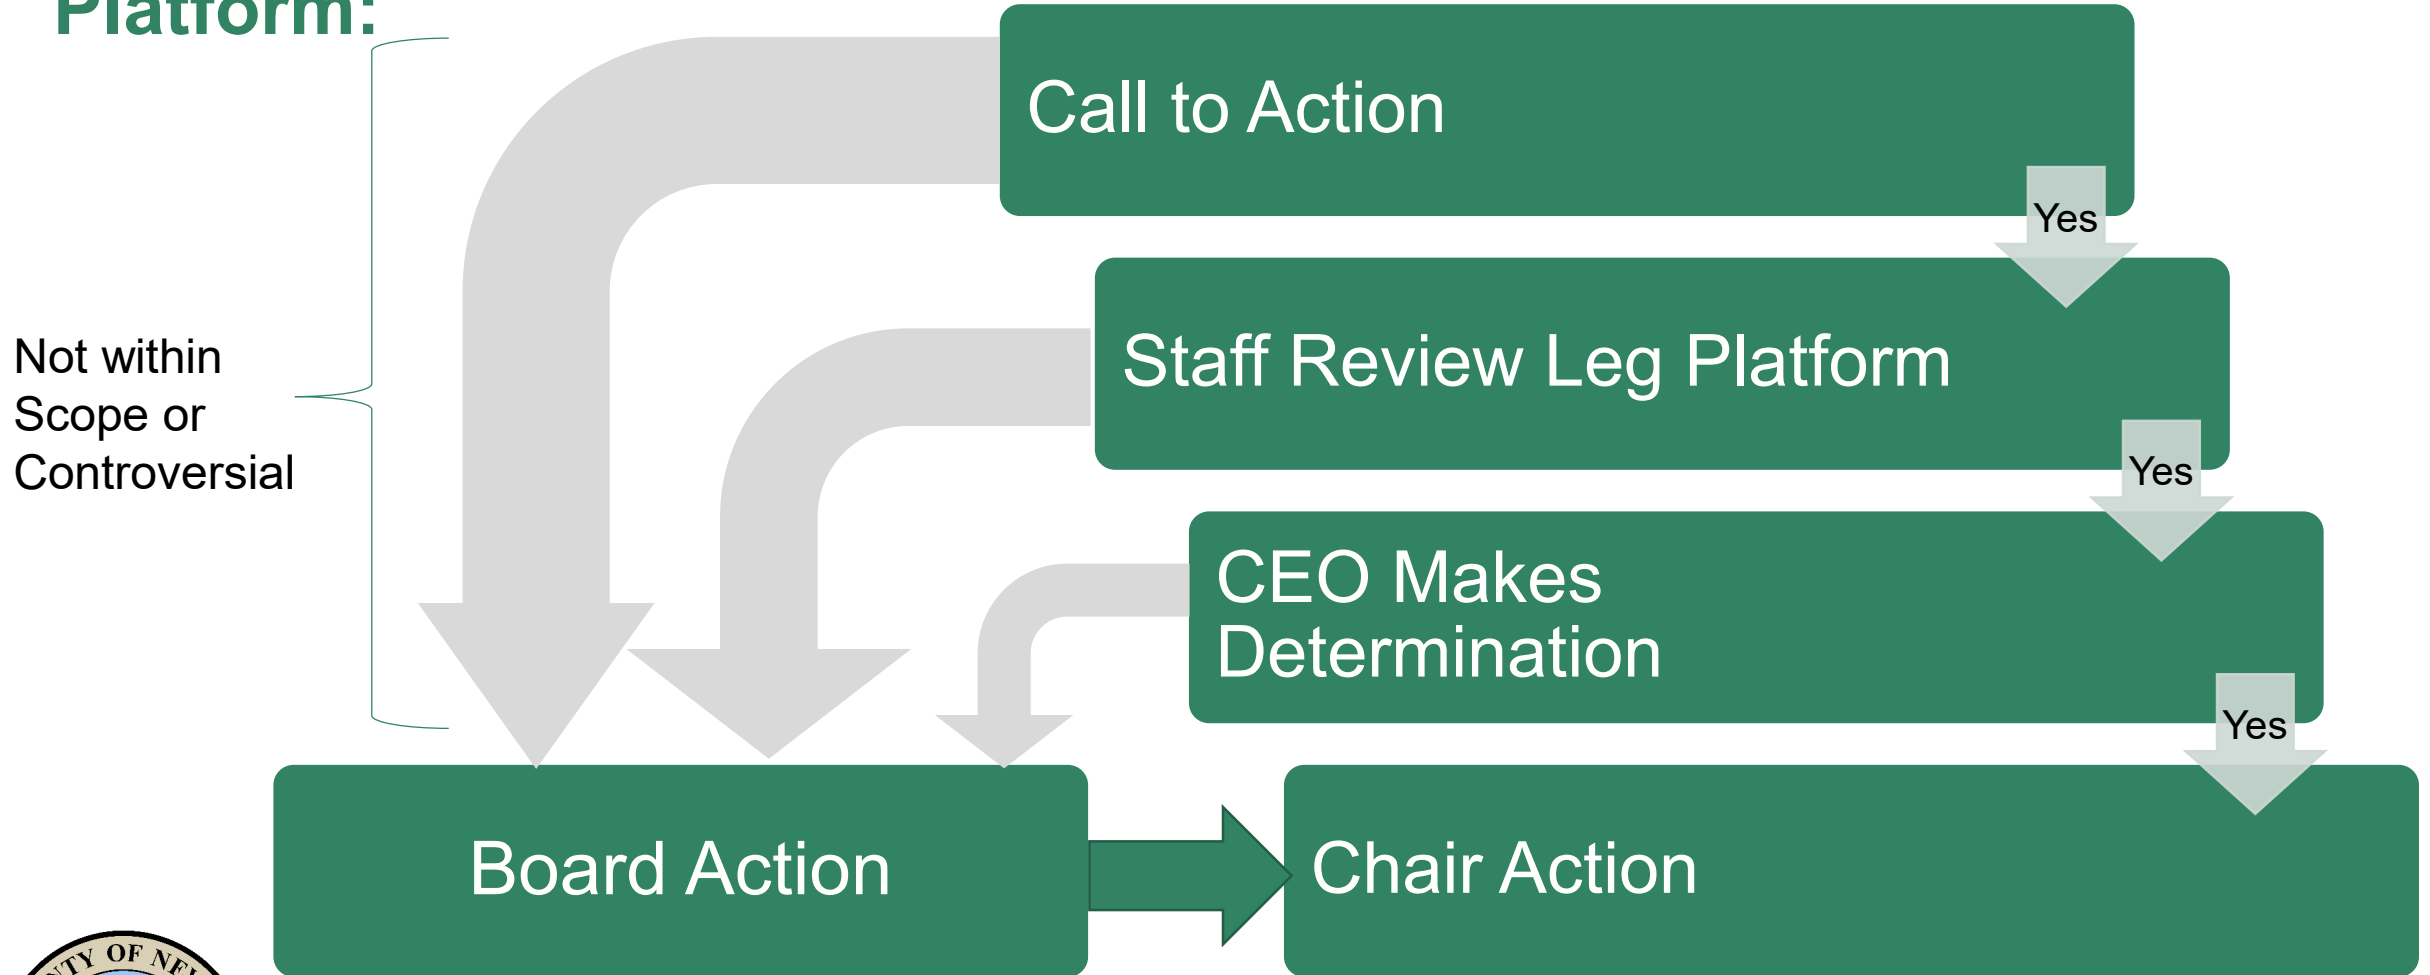 Platform:
Call to Action
Yes
Staff Review Leg Platform
Yes
Not within
Scope or
Controversial
CEO Makes
Determination
Yes
Board Action
Chair Action
OF